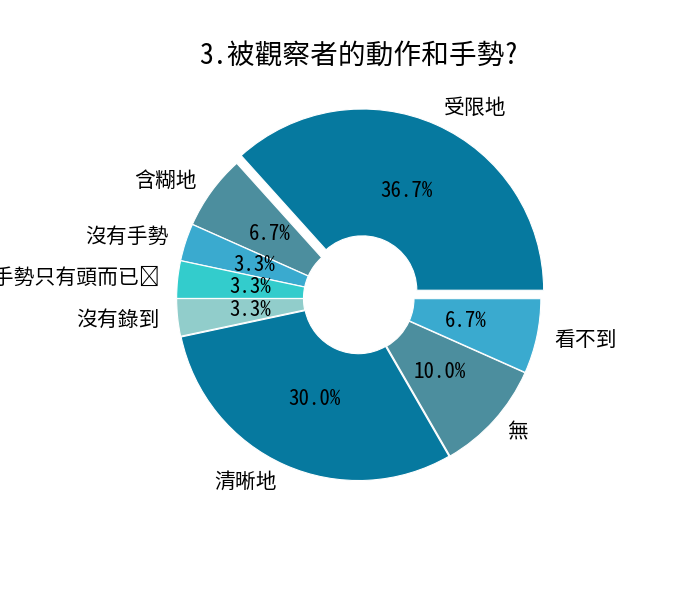 3.被觀察者的動作和手勢?
受限地
36.7%
含糊地
6.7%
沒有手勢
3.3%
手勢只有頭而已
3.3%
沒有錄到
3.3%
清晰地
30.0%
無
10.0%
看不到
6.7%